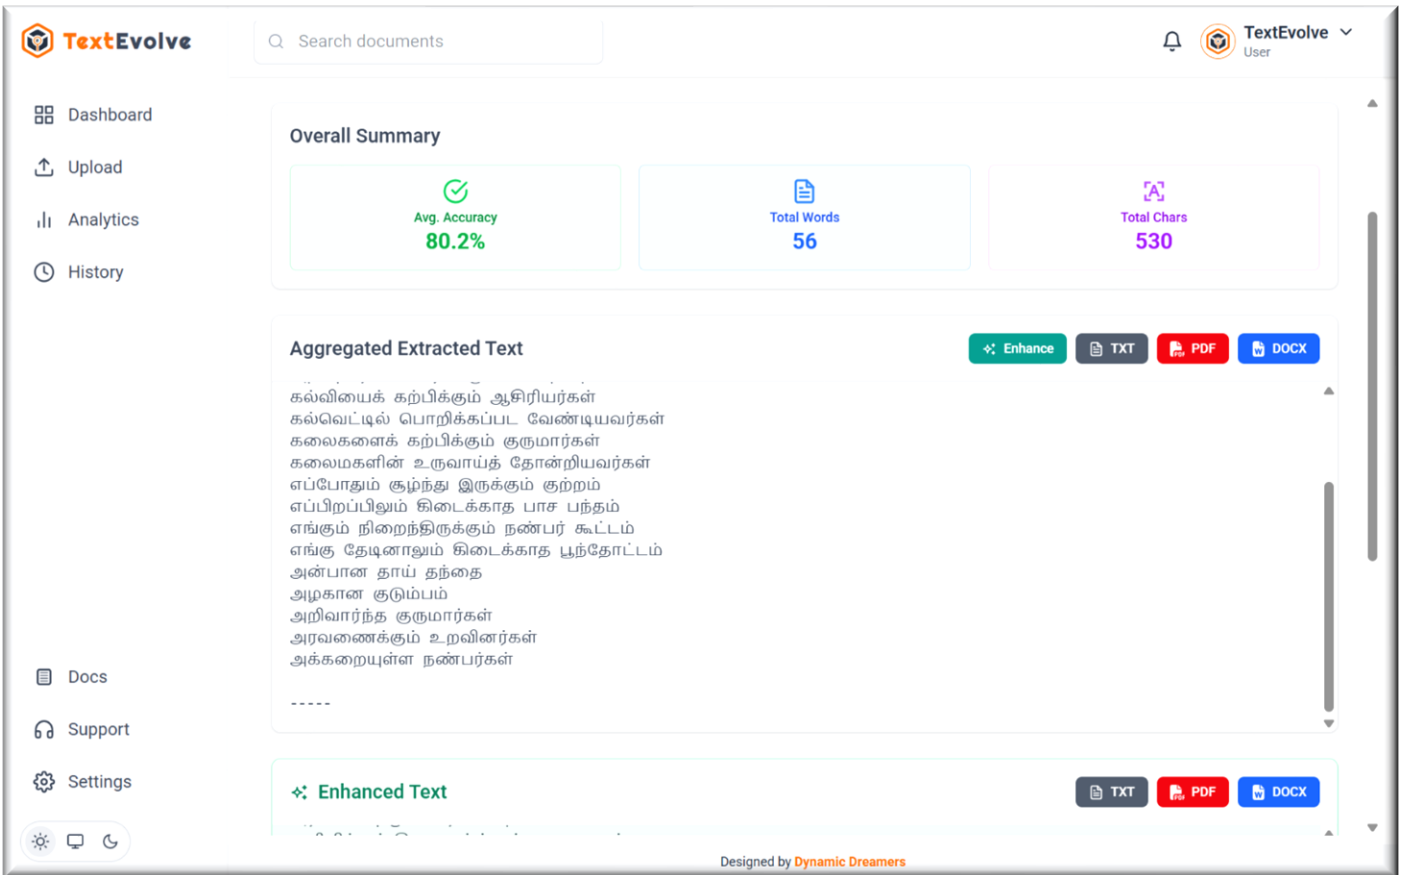 TextEvolve
Search documents
TextEvolve
User
Dashboard
Upload
Analytics
History
Docs
Support
Settings
Overall Summary
Avg. Accuracy
80.2%
Total Words
56
Total Chars
530
Aggregated Extracted Text
Enhance
TXT
PDF
DOCX
கல்வியைக் கற்பிக்கும் ஆசிரியர்கள்
கல்வெட்டில் பொறிக்கப்பட வேண்டியவர்கள்
கலைகளைக் கற்பிக்கும் குருமார்கள்
கலைமகளின் உருவாய்த் தோன்றியவர்கள்
எப்போதும் சூழ்ந்து இருக்கும் குற்றம்
எப்பிறப்பிலும் கிடைக்காத பாச பந்தம்
எங்கும் நிறைந்திருக்கும் நண்பர் கூட்டம்
எங்கு தேடினாலும் கிடைக்காத பூந்தோட்டம்
அன்பான தாய் தந்தை
அழகான குடும்பம்
அறிவார்ந்த குருமார்கள்
அரவணைக்கும் உறவினர்கள்
அக்கறையுள்ள நண்பர்கள்
-----
Enhanced Text
TXT
PDF
DOCX
Designed by Dynamic Dreamers